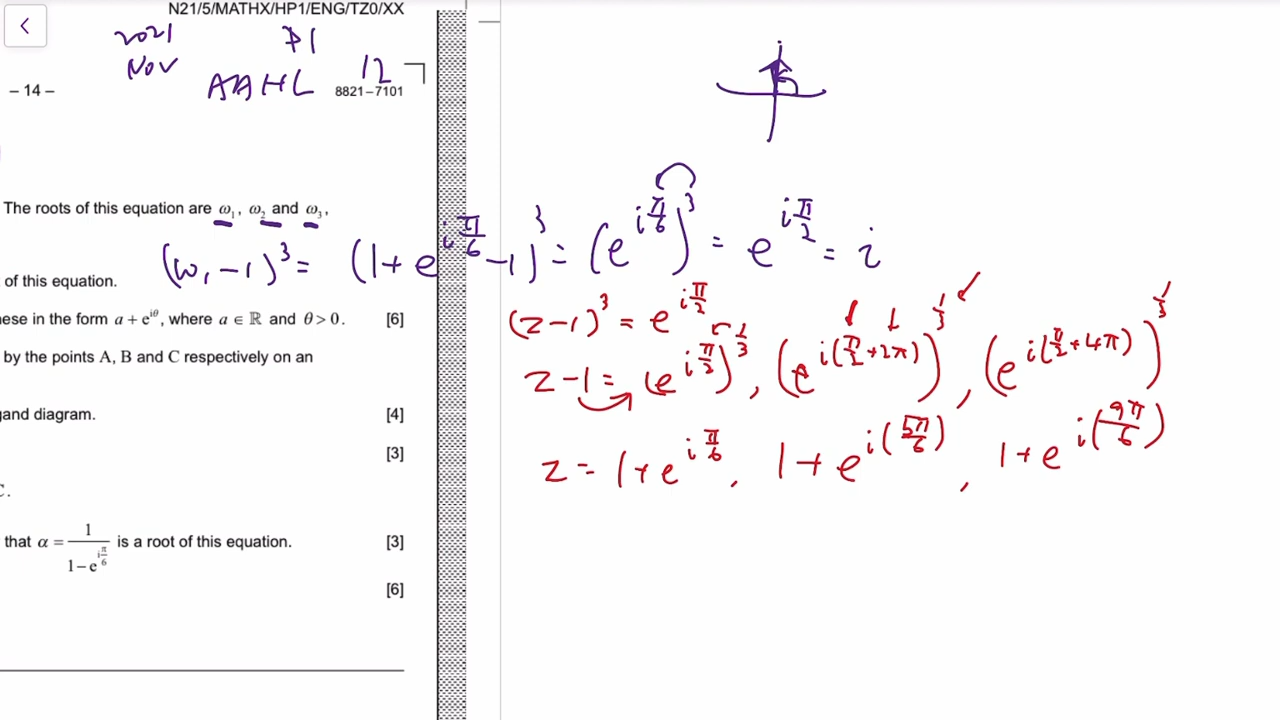 N21/5/MATHX/HP1/ENG/TZ0/XX
2021 P1
Nov AAHL 12
– 14 –
8821–7101
The roots of this equation are ω₁, ω₂ and ω₃,
(ω₁ −1)³ = (1+e^{iπ/6} −1)³ = (e^{iπ/6})³ = e^{iπ/2} = i
of this equation.
(z−1)³ = e^{iπ/2}
nese in the form a + e^{iθ}, where a ∈ ℝ and θ > 0. [6]
by the points A, B and C respectively on an
z −1 = (e^{iπ/2})^{1/3}, (e^{i(π/2+2π)})^{1/3}, (e^{i(π/2+4π)})^{1/3}
gand diagram. [4]
[3]
z = 1+e^{iπ/6}, 1+e^{i(5π/6)}, 1+e^{i(9π/6)}
C.
that α = 1/(1−e^{iπ/6}) is a root of this equation. [3]
[6]